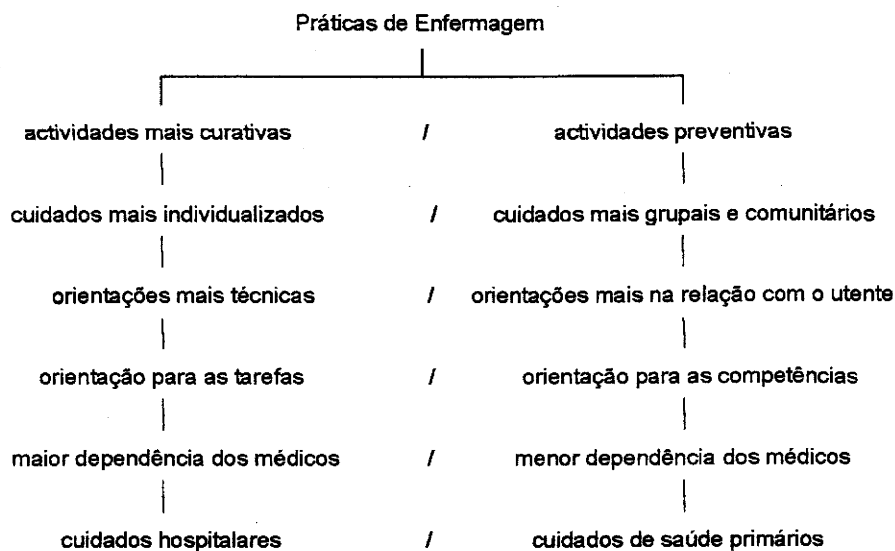 Práticas de Enfermagem
actividades mais curativas / actividades preventivas
cuidados mais individualizados / cuidados mais grupais e comunitários
orientações mais técnicas / orientações mais na relação com o utente
orientação para as tarefas / orientação para as competências
maior dependência dos médicos / menor dependência dos médicos
cuidados hospitalares / cuidados de saúde primários